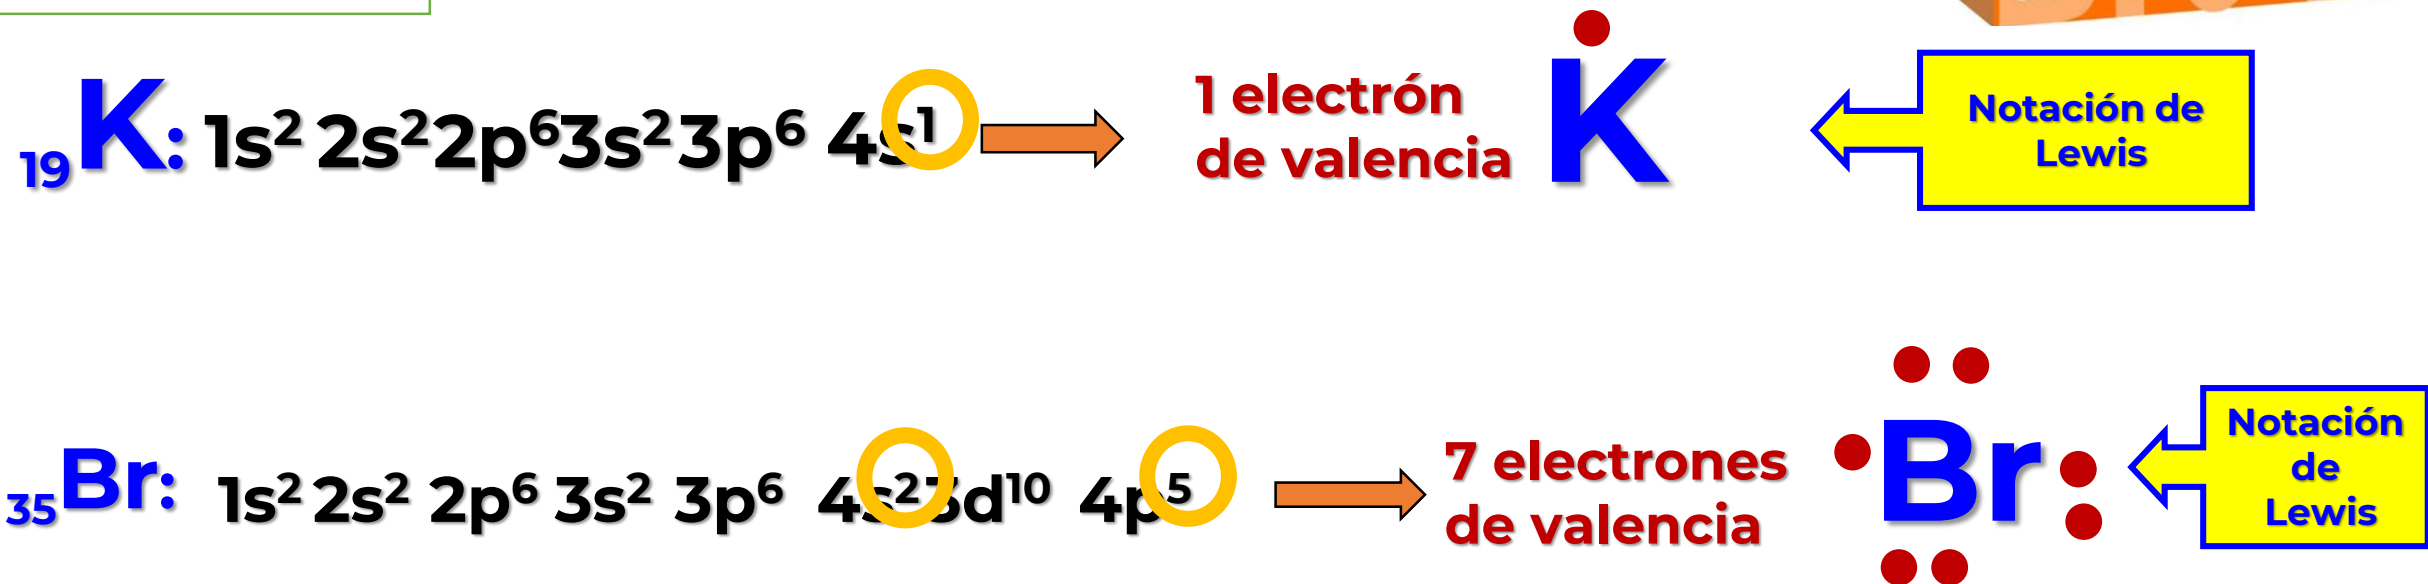 ₁₉K: 1s² 2s²2p⁶3s²3p⁶ 4s¹
1 electrón
de valencia
K
Notación de
Lewis
₃₅Br: 1s² 2s² 2p⁶ 3s² 3p⁶ 4s² 3d¹⁰ 4p⁵
7 electrones
de valencia
Br
Notación
de
Lewis